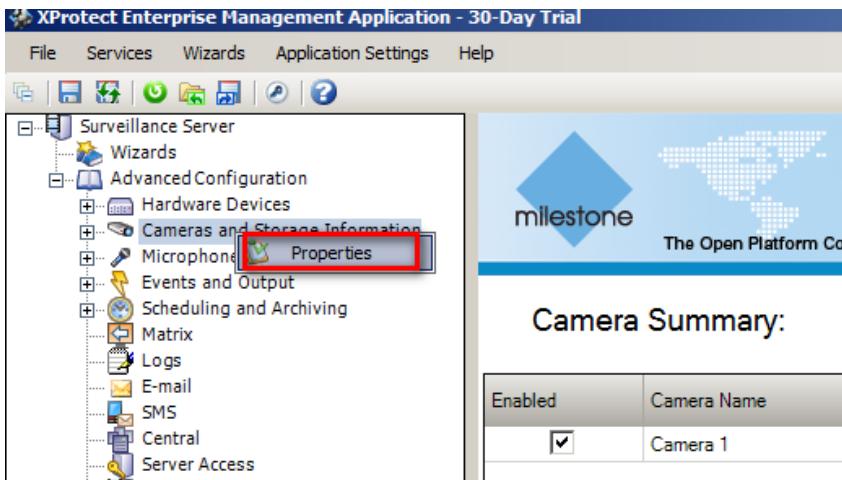 XProtect Enterprise Management Application - 30-Day Trial
File Services Wizards Application Settings Help
Surveillance Server
Wizards
Advanced Configuration
Hardware Devices
Cameras and Storage Information
Properties
Microphone
Events and Output
Scheduling and Archiving
Matrix
Logs
E-mail
SMS
Central
Server Access
milestone
The Open Platform Co
Camera Summary:
Enabled Camera Name
Camera 1